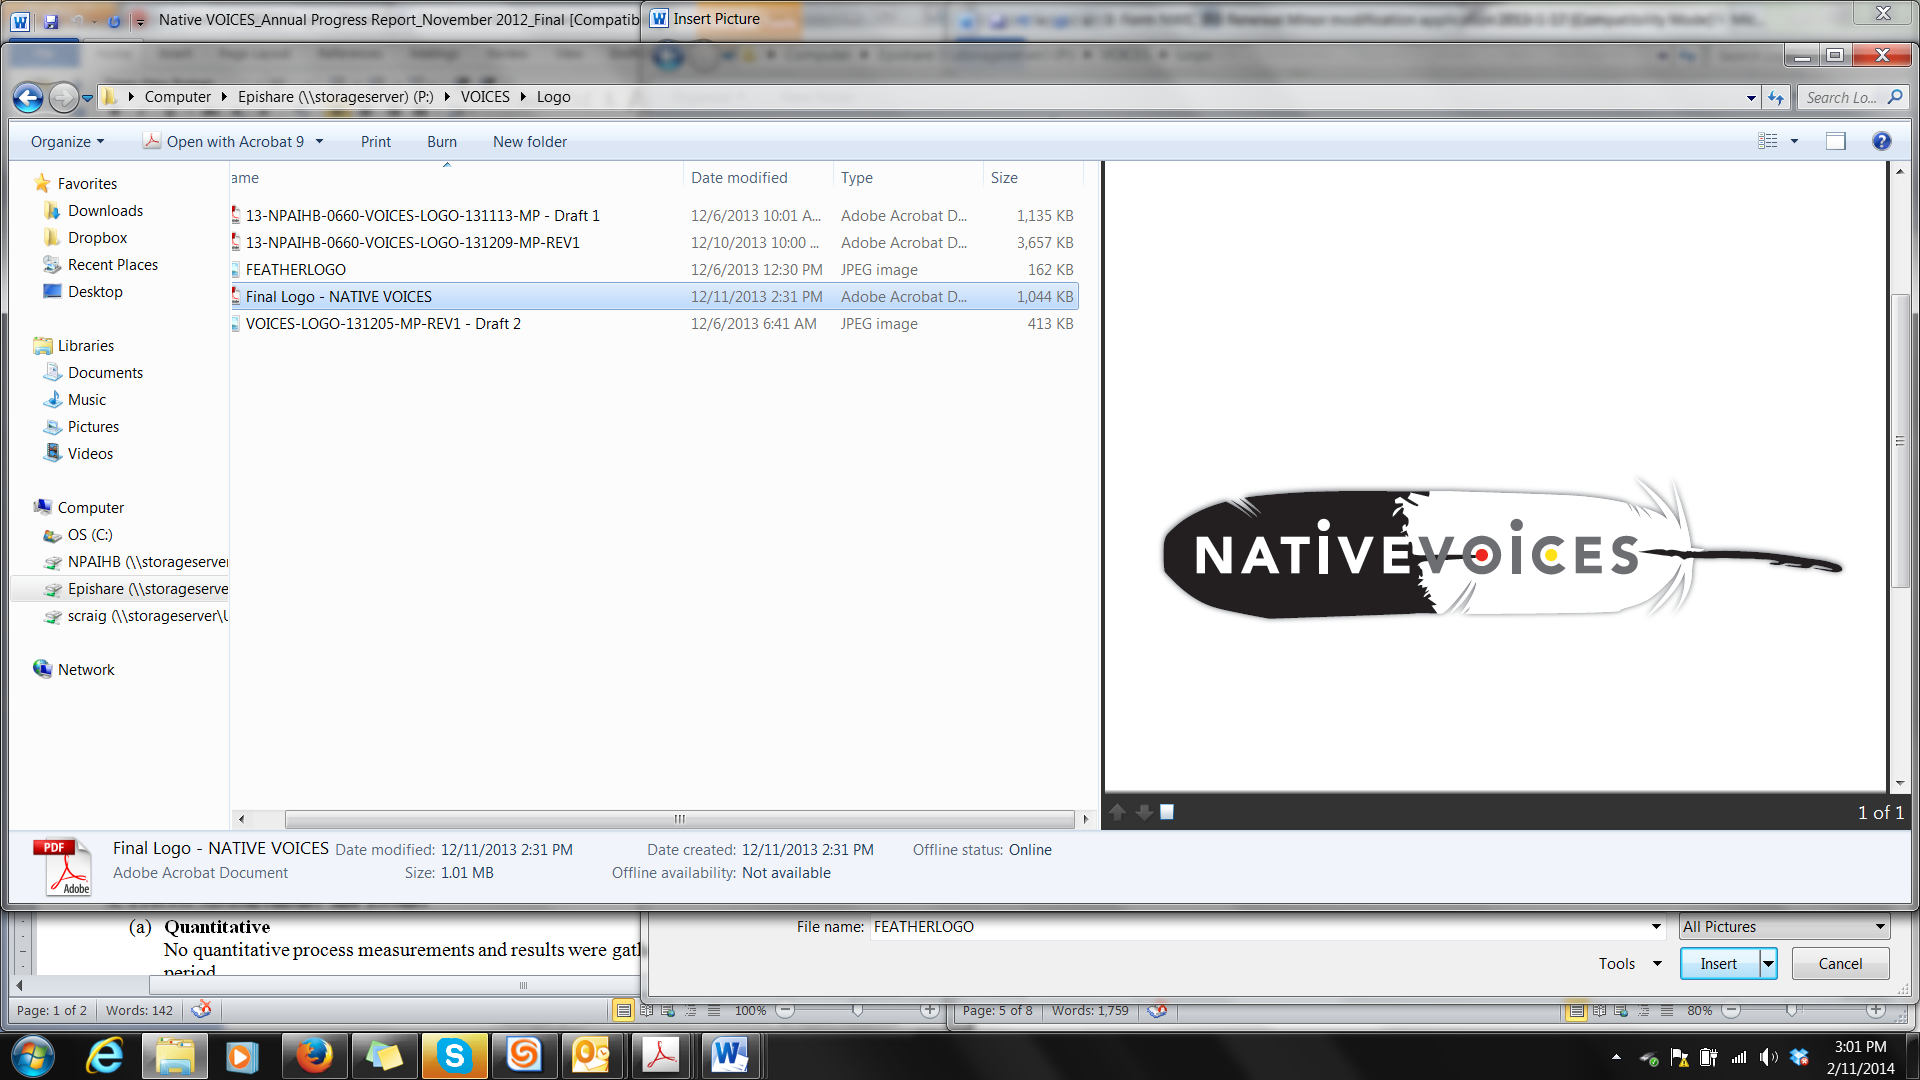 Native VOICES_Annual Progress Report_November 2012_Final [Compatib
Insert Picture
Computer Epishare (\\storageserver) (P:) VOICES Logo
Search Lo...
Organize Open with Acrobat 9 Print Burn New folder
Favorites
Downloads
Dropbox
Recent Places
Desktop
Libraries
Documents
Music
Pictures
Videos
Computer
OS (C:)
NPAIHB (\\storageserver
Epishare (\\storageserve
scraig (\\storageserver\U
Network
ame Date modified Type Size
13-NPAIHB-0660-VOICES-LOGO-131113-MP - Draft 1 12/6/2013 10:01 A... Adobe Acrobat D... 1,135 KB
13-NPAIHB-0660-VOICES-LOGO-131209-MP-REV1 12/10/2013 10:00 ... Adobe Acrobat D... 3,657 KB
FEATHERLOGO 12/6/2013 12:30 PM JPEG image 162 KB
Final Logo - NATIVE VOICES 12/11/2013 2:31 PM Adobe Acrobat D... 1,044 KB
VOICES-LOGO-131205-MP-REV1 - Draft 2 12/6/2013 6:41 AM JPEG image 413 KB
NATIVEVOICES
1 of 1
PDF
Adobe
Final Logo - NATIVE VOICES Date modified: 12/11/2013 2:31 PM Date created: 12/11/2013 2:31 PM Offline status: Online
Adobe Acrobat Document Size: 1.01 MB Offline availability: Not available
(a) Quantitative
No quantitative process measurements and results were gath
period
File name: FEATHERLOGO All Pictures
Tools Insert Cancel
Page: 1 of 2 Words: 142 100%
Page: 5 of 8 Words: 1,759 80%
3:01 PM
2/11/2014